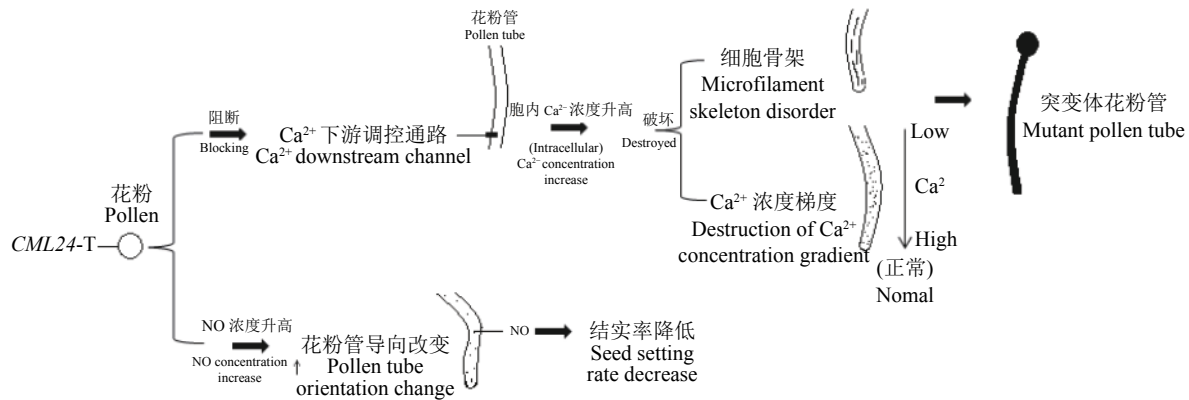 花粉管
Pollen tube
细胞骨架
Microfilament
skeleton disorder
突变体花粉管
Mutant pollen tube
阻断
Blocking
Ca²⁺ 下游调控通路
Ca²⁺ downstream channel
胞内 Ca²⁻ 浓度升高
(Intracellular)
Ca²⁻ concentration
increase
破坏
Destroyed
Low
Ca²
High
(正常)
Nomal
Ca²⁺ 浓度梯度
Destruction of Ca²⁺
concentration gradient
花粉
Pollen
CML24-T
NO 浓度升高
NO concentration
increase
花粉管导向改变
Pollen tube
orientation change
NO
结实率降低
Seed setting
rate decrease